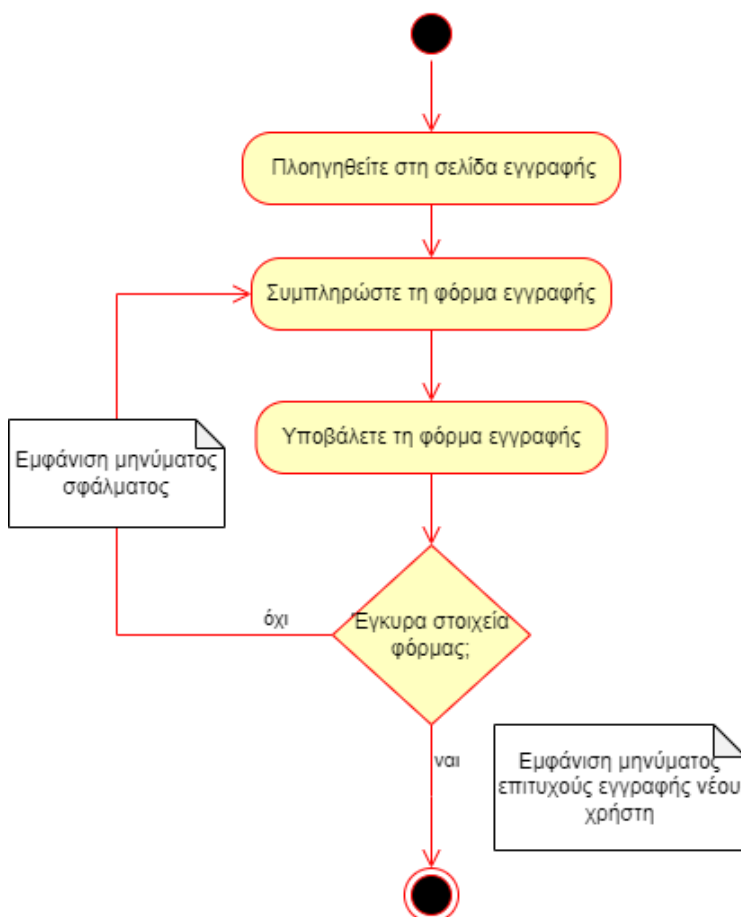 Πλοηγηθείτε στη σελίδα εγγραφής
Συμπληρώστε τη φόρμα εγγραφής
Υποβάλετε τη φόρμα εγγραφής
Εμφάνιση μηνύματος
σφάλματος
όχι
Έγκυρα στοιχεία
φόρμας;
ναι
Εμφάνιση μηνύματος
επιτυχούς εγγραφής νέου
χρήστη